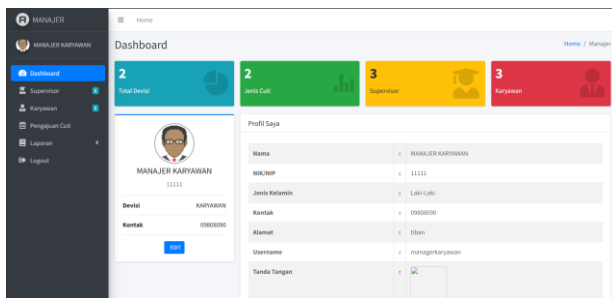 MANAJER
Home
MANAJER KARYAWAN
Dashboard
Home / Manajer
Dashboard
Supervisor
Karyawan
Pengajuan Cuti
Laporan
Logout
2
Total Devisi
2
Jenis Cuti
3
Supervisor
3
Karyawan
MANAJER KARYAWAN
11111
Devisi KARYAWAN
Kontak 09808090
EDIT
Profil Saya
Nama : MANAJER KARYAWAN
NIK/NIP : 11111
Jenis Kelamin : Laki-Laki
Kontak : 09808090
Alamat : tiban
Username : managerkaryawan
Tanda Tangan :